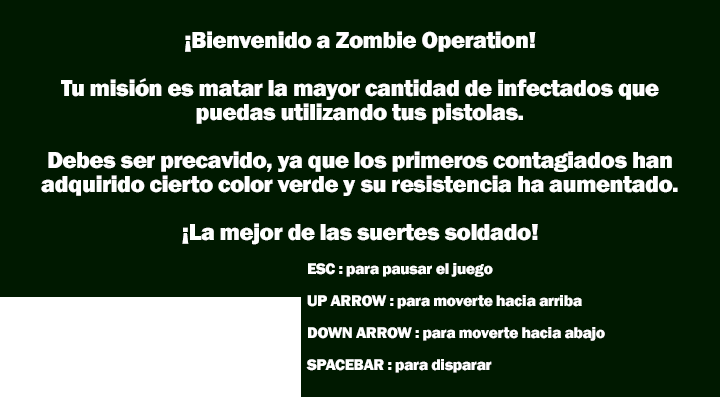 ¡Bienvenido a Zombie Operation!
Tu misión es matar la mayor cantidad de infectados que
puedas utilizando tus pistolas.
Debes ser precavido, ya que los primeros contagiados han
adquirido cierto color verde y su resistencia ha aumentado.
¡La mejor de las suertes soldado!
ESC : para pausar el juego
UP ARROW : para moverte hacia arriba
DOWN ARROW : para moverte hacia abajo
SPACEBAR : para disparar